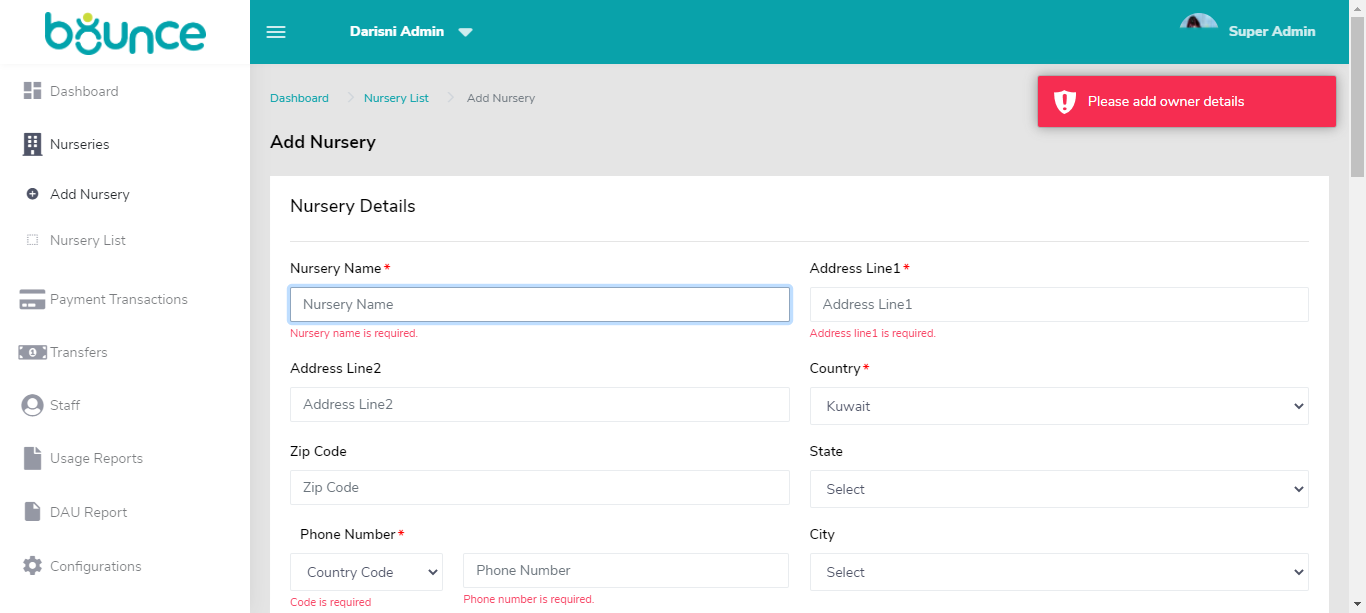 bounce
Darisni Admin
Super Admin
Dashboard
Nurseries
Add Nursery
Nursery List
Payment Transactions
Transfers
Staff
Usage Reports
DAU Report
Configurations
Dashboard Nursery List Add Nursery
Please add owner details
Add Nursery
Nursery Details
Nursery Name*
Nursery Name
Nursery name is required.
Address Line1*
Address Line1
Address line1 is required.
Address Line2
Address Line2
Country*
Kuwait
Zip Code
Zip Code
State
Select
Phone Number*
Country Code
Code is required
Phone Number
Phone number is required.
City
Select